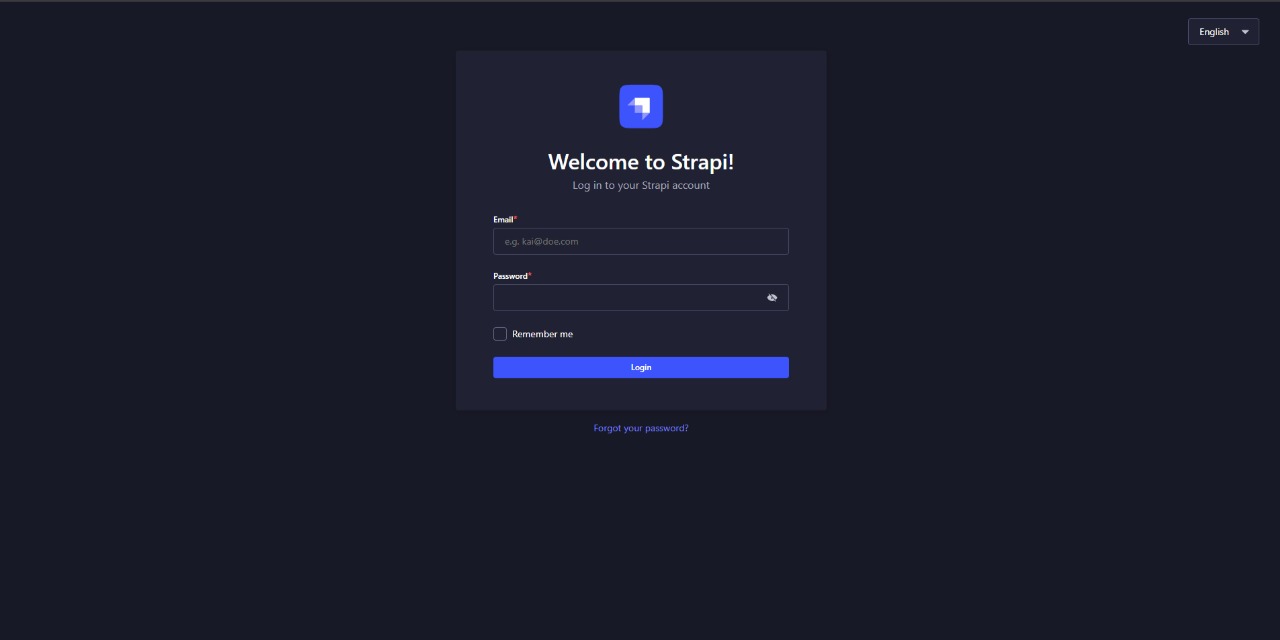 English
Welcome to Strapi!
Log in to your Strapi account
Email*
e.g. kai@doe.com
Password*
Remember me
Login
Forgot your password?